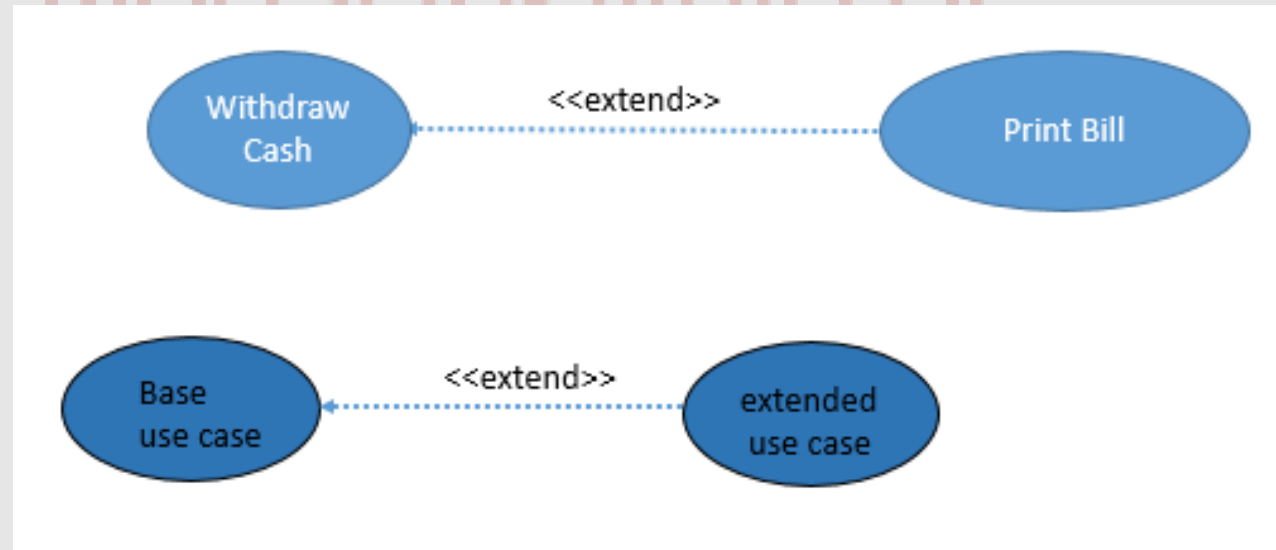 Withdraw
Cash
<<extend>>
Print Bill
Base
use case
<<extend>>
extended
use case